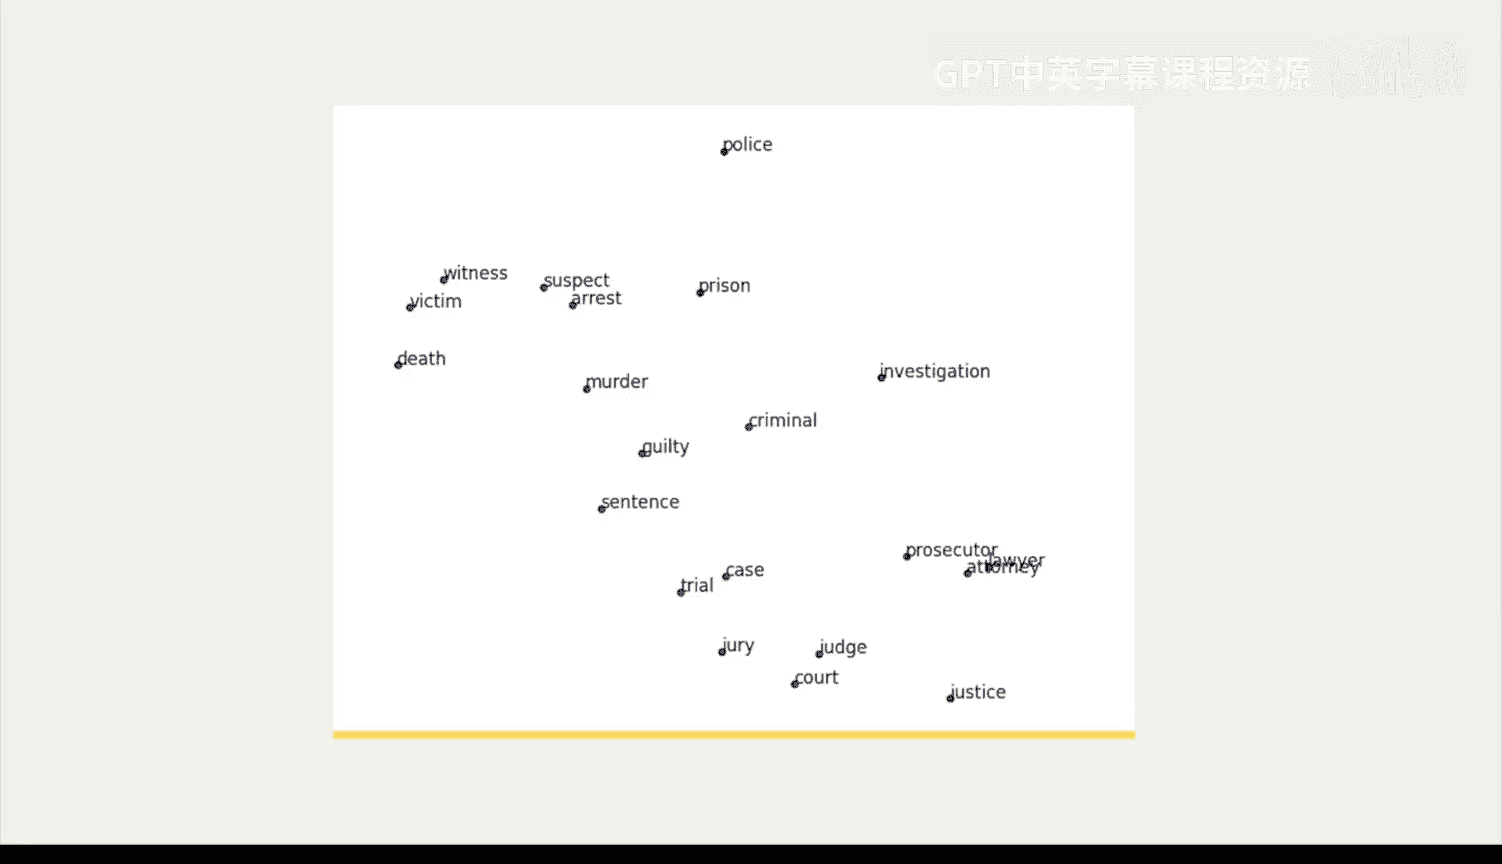 GPT中英字幕课程资源
police
witness
suspect
prison
arrest
victim
death
investigation
murder
criminal
guilty
sentence
prosecutor
lawyer
attorney
case
trial
jury
judge
court
justice